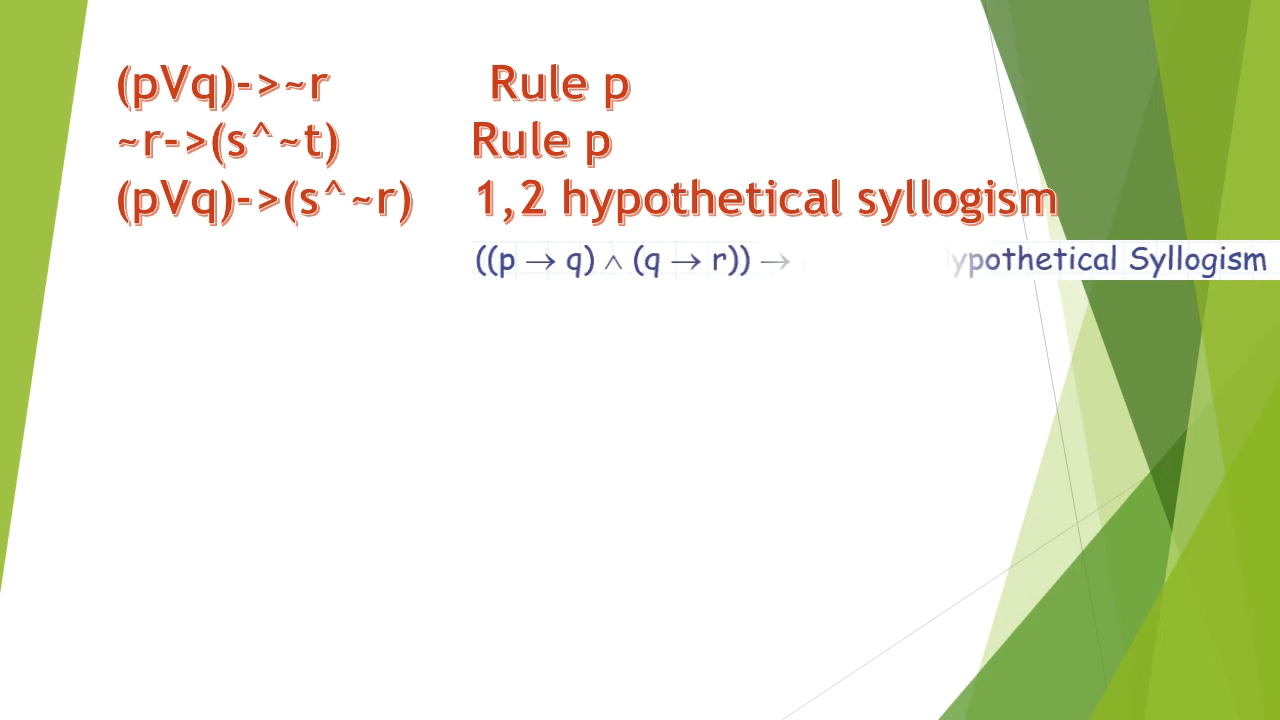 (pVq)->~r Rule p
~r->(s^~t) Rule p
(pVq)->(s^~r) 1,2 hypothetical syllogism
((p → q) ∧ (q → r)) → ypothetical Syllogism